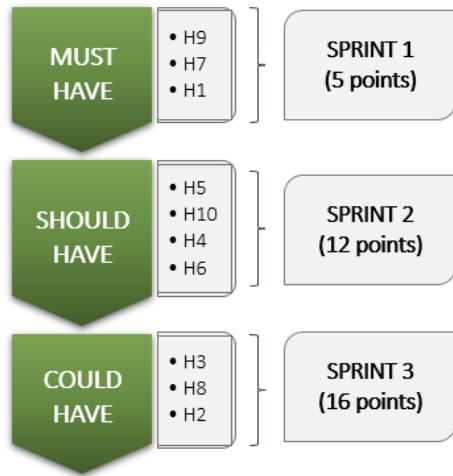 MUST
HAVE
• H9
• H7
• H1
SPRINT 1
(5 points)
SHOULD
HAVE
• H5
• H10
• H4
• H6
SPRINT 2
(12 points)
COULD
HAVE
• H3
• H8
• H2
SPRINT 3
(16 points)